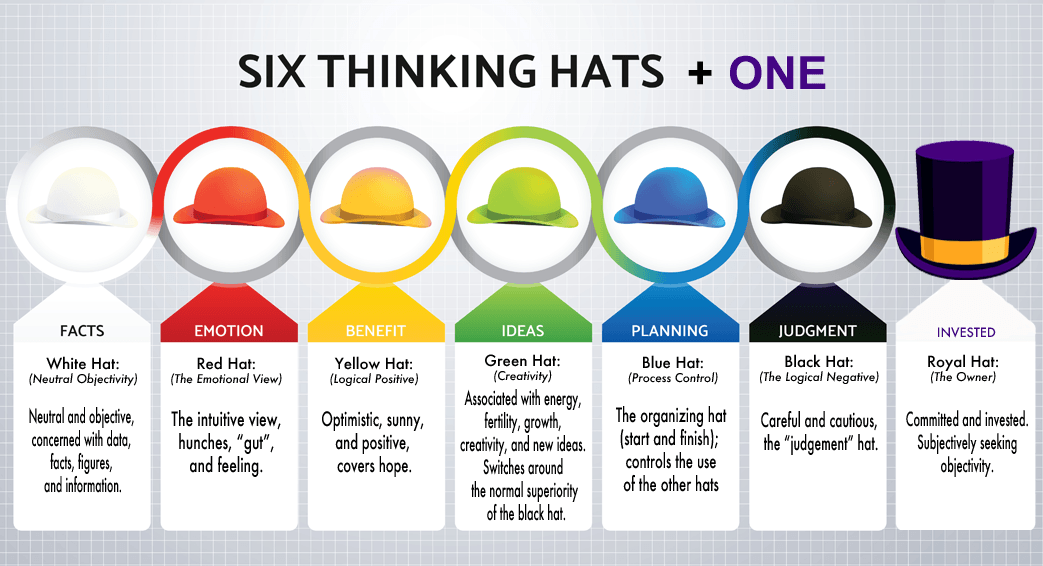 SIX THINKING HATS + ONE
FACTS
White Hat:
(Neutral Objectivity)
Neutral and objective,
concerned with data,
facts, figures,
and information.
EMOTION
Red Hat:
(The Emotional View)
The intuitive view,
hunches, “gut”,
and feeling.
BENEFIT
Yellow Hat:
(Logical Positive)
Optimistic, sunny,
and positive,
covers hope.
IDEAS
Green Hat:
(Creativity)
Associated with energy,
fertility, growth,
creativity, and new ideas.
Switches around
the normal superiority
of the black hat.
PLANNING
Blue Hat:
(Process Control)
The organizing hat
(start and finish);
controls the use
of the other hats
JUDGMENT
Black Hat:
(The Logical Negative)
Careful and cautious,
the “judgement” hat.
INVESTED
Royal Hat:
(The Owner)
Committed and invested.
Subjectively seeking
objectivity.